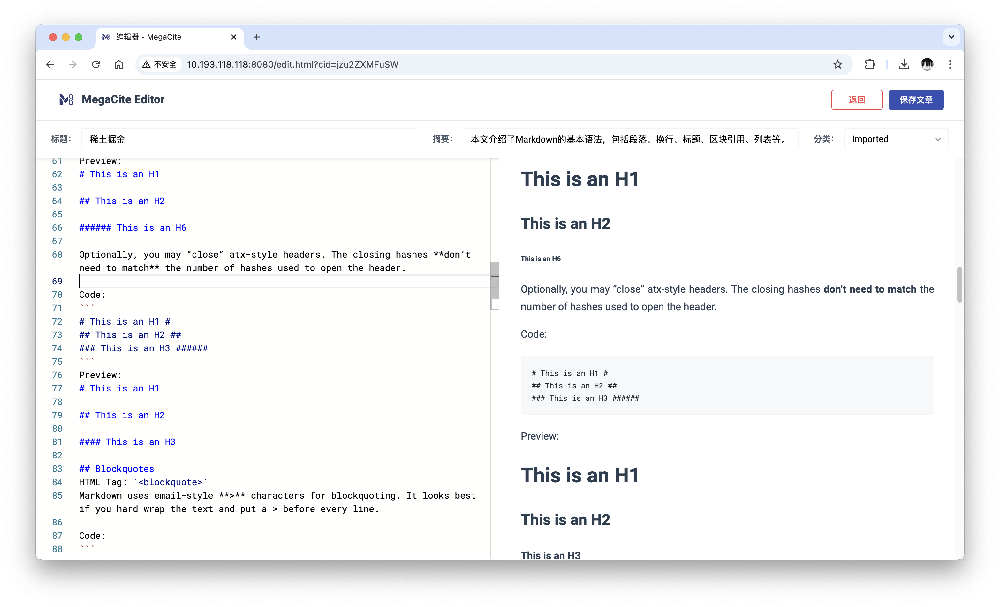 编辑器 - MegaCite
不安全 10.193.118.118:8080/edit.html?cid=jzu2ZXMFuSW
MegaCite Editor
返回
保存文章
标题：
稀土掘金
摘要：
本文介绍了Markdown的基本语法，包括段落、换行、标题、区块引用、列表等。
分类：
Imported
61 Preview:
62 # This is an H1
63
64 ## This is an H2
65
66 ###### This is an H6
67
68 Optionally, you may “close” atx-style headers. The closing hashes **don’t
need to match** the number of hashes used to open the header.
69
70 Code:
71 ```
72 # This is an H1 #
73 ## This is an H2 ##
74 ### This is an H3 ######
75 ```
76 Preview:
77 # This is an H1
78
79 ## This is an H2
80
81 #### This is an H3
82
83 ## Blockquotes
84 HTML Tag: `<blockquote>`
85 Markdown uses email-style **>** characters for blockquoting. It looks best
if you hard wrap the text and put a > before every line.
86
87 Code:
88 ```
This is an H1
This is an H2
This is an H6
Optionally, you may “close” atx-style headers. The closing hashes don’t need to match the
number of hashes used to open the header.
Code:
# This is an H1 #
## This is an H2 ##
### This is an H3 ######
Preview:
This is an H1
This is an H2
This is an H3